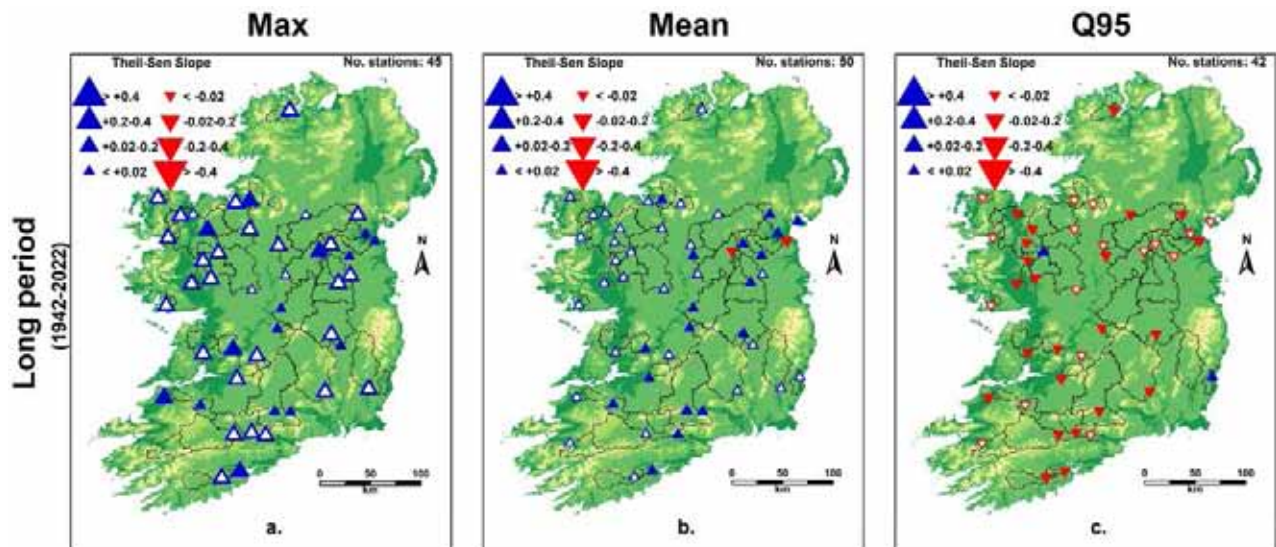 Max Mean Q95
Theil-Sen Slope No. stations: 45
> +0.4 < -0.02
+0.2-0.4 -0.02-0.2
+0.02-0.2 -0.2-0.4
< +0.02 > -0.4
N
0 50 100
km
a.
Theil-Sen Slope No. stations: 50
> +0.4 < -0.02
+0.2-0.4 -0.02-0.2
+0.02-0.2 -0.2-0.4
< +0.02 > -0.4
N
0 50 100
km
b.
Theil-Sen Slope No. stations: 42
> +0.4 < -0.02
+0.2-0.4 -0.02-0.2
+0.02-0.2 -0.2-0.4
< +0.02 > -0.4
N
0 50 100
km
c.
Long period
(1942-2022)